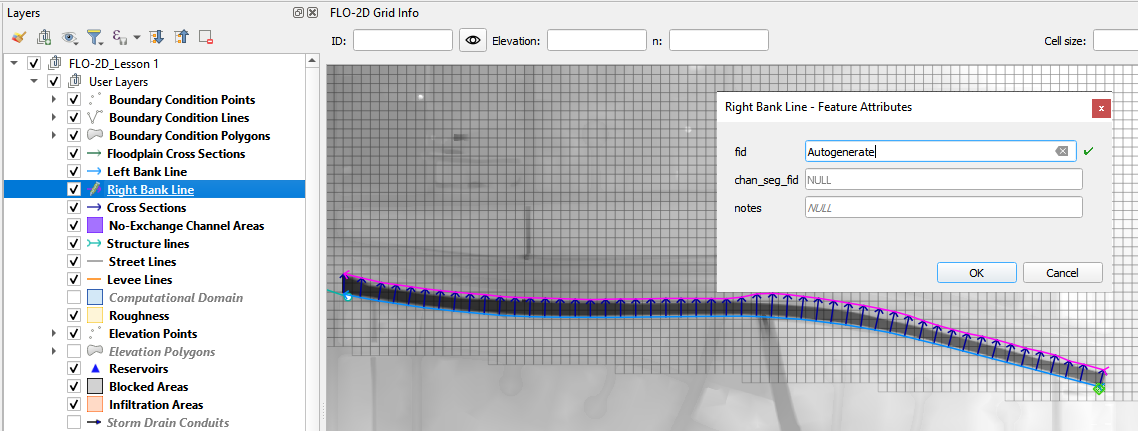 Layers
FLO-2D_Lesson 1
User Layers
Boundary Condition Points
Boundary Condition Lines
Boundary Condition Polygons
Floodplain Cross Sections
Left Bank Line
Right Bank Line
Cross Sections
No-Exchange Channel Areas
Structure lines
Street Lines
Levee Lines
Computational Domain
Roughness
Elevation Points
Elevation Polygons
Reservoirs
Blocked Areas
Infiltration Areas
Storm Drain Conduits
FLO-2D Grid Info
ID: Elevation: n: Cell size:
Right Bank Line - Feature Attributes
fid Autogenerate
chan_seg_fid NULL
notes NULL
OK Cancel